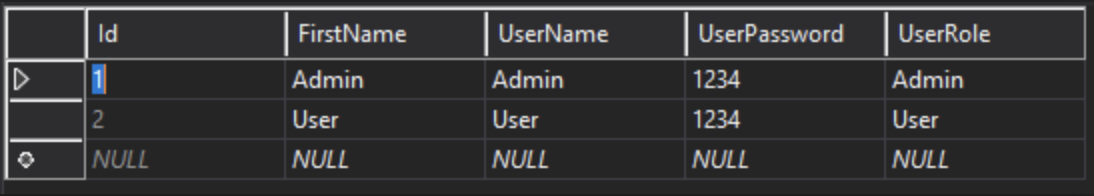 Id FirstName UserName UserPassword UserRole
1 Admin Admin 1234 Admin
2 User User 1234 User
NULL NULL NULL NULL NULL